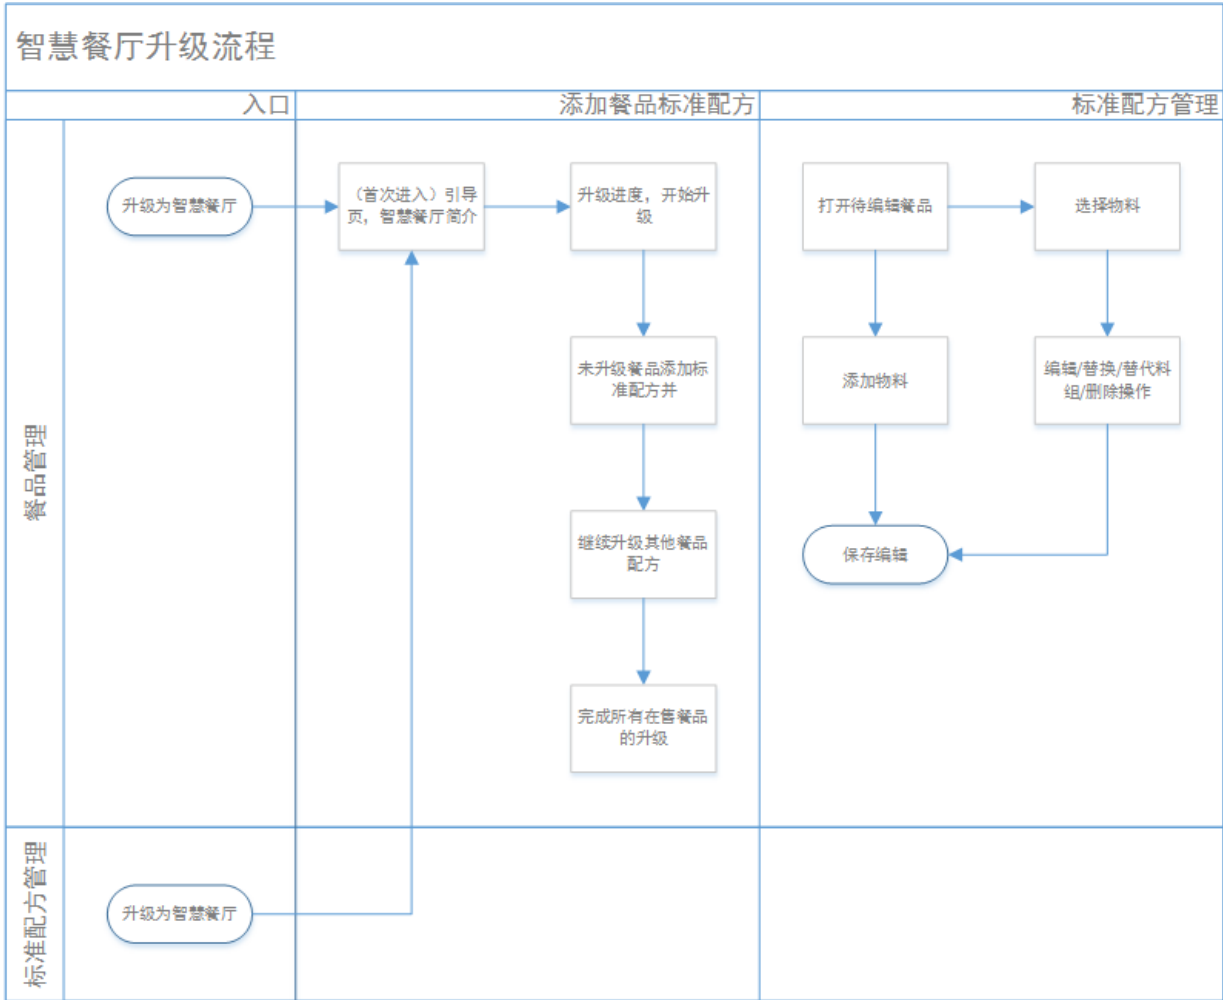 智慧餐厅升级流程
入口
添加餐品标准配方
标准配方管理
餐品管理
升级为智慧餐厅
（首次进入）引导
页，智慧餐厅简介
升级进度，开始升
级
未升级餐品添加标
准配方并
继续升级其他餐品
配方
完成所有在售餐品
的升级
打开待编辑餐品
选择物料
添加物料
编辑/替换/替代料
组/删除操作
保存编辑
标准配方管理
升级为智慧餐厅